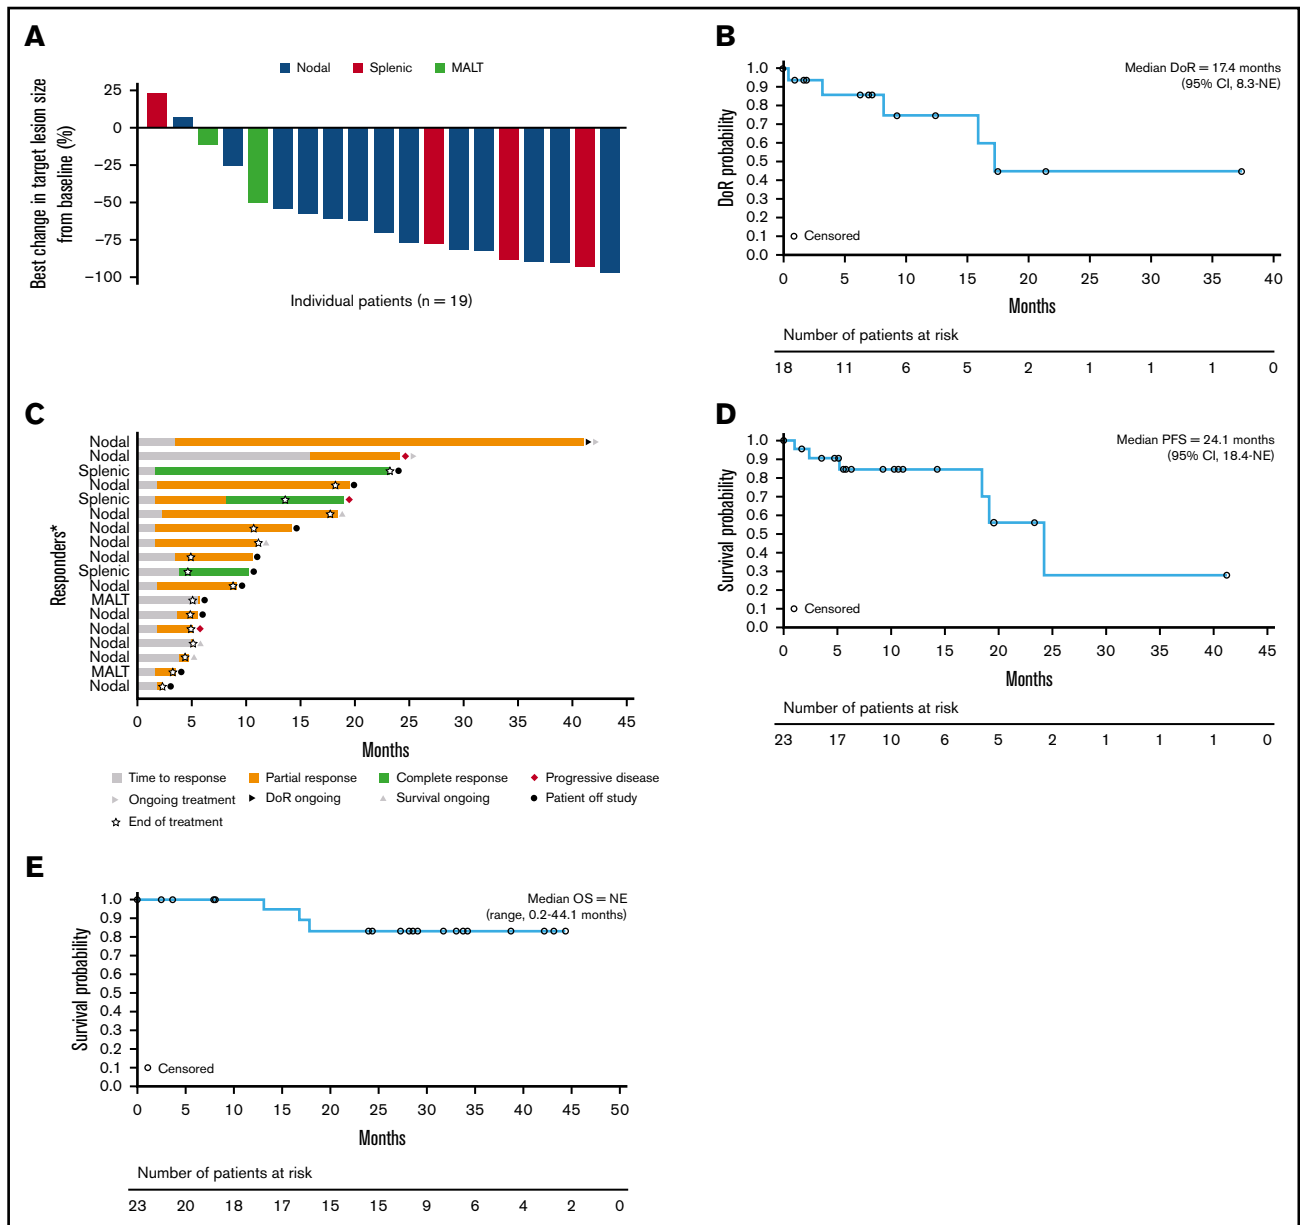 A
Nodal Splenic MALT
Best change in target lesion size
from baseline (%)
25
0
−25
−50
−75
−100
Individual patients (n = 19)
B
Median DoR = 17.4 months
(95% CI, 8.3-NE)
DoR probability
1.0
0.9
0.8
0.7
0.6
0.5
0.4
0.3
0.2
0.1
0.0
Censored
0 5 10 15 20 25 30 35 40
Months
Number of patients at risk
18 11 6 5 2 1 1 1 0
C
Responders*
Nodal
Nodal
Splenic
Nodal
Splenic
Nodal
Nodal
Nodal
Nodal
Splenic
Nodal
MALT
Nodal
Nodal
Nodal
Nodal
MALT
Nodal
0 5 10 15 20 25 30 35 40 45
Months
Time to response Partial response Complete response Progressive disease
Ongoing treatment DoR ongoing Survival ongoing Patient off study
End of treatment
D
Median PFS = 24.1 months
(95% CI, 18.4-NE)
Survival probability
1.0
0.9
0.8
0.7
0.6
0.5
0.4
0.3
0.2
0.1
0.0
Censored
0 5 10 15 20 25 30 35 40 45
Months
Number of patients at risk
23 17 10 6 5 2 1 1 1 0
E
Median OS = NE
(range, 0.2-44.1 months)
Survival probability
1.0
0.9
0.8
0.7
0.6
0.5
0.4
0.3
0.2
0.1
0.0
Censored
0 5 10 15 20 25 30 35 40 45 50
Months
Number of patients at risk
23 20 18 17 15 15 9 6 4 2 0